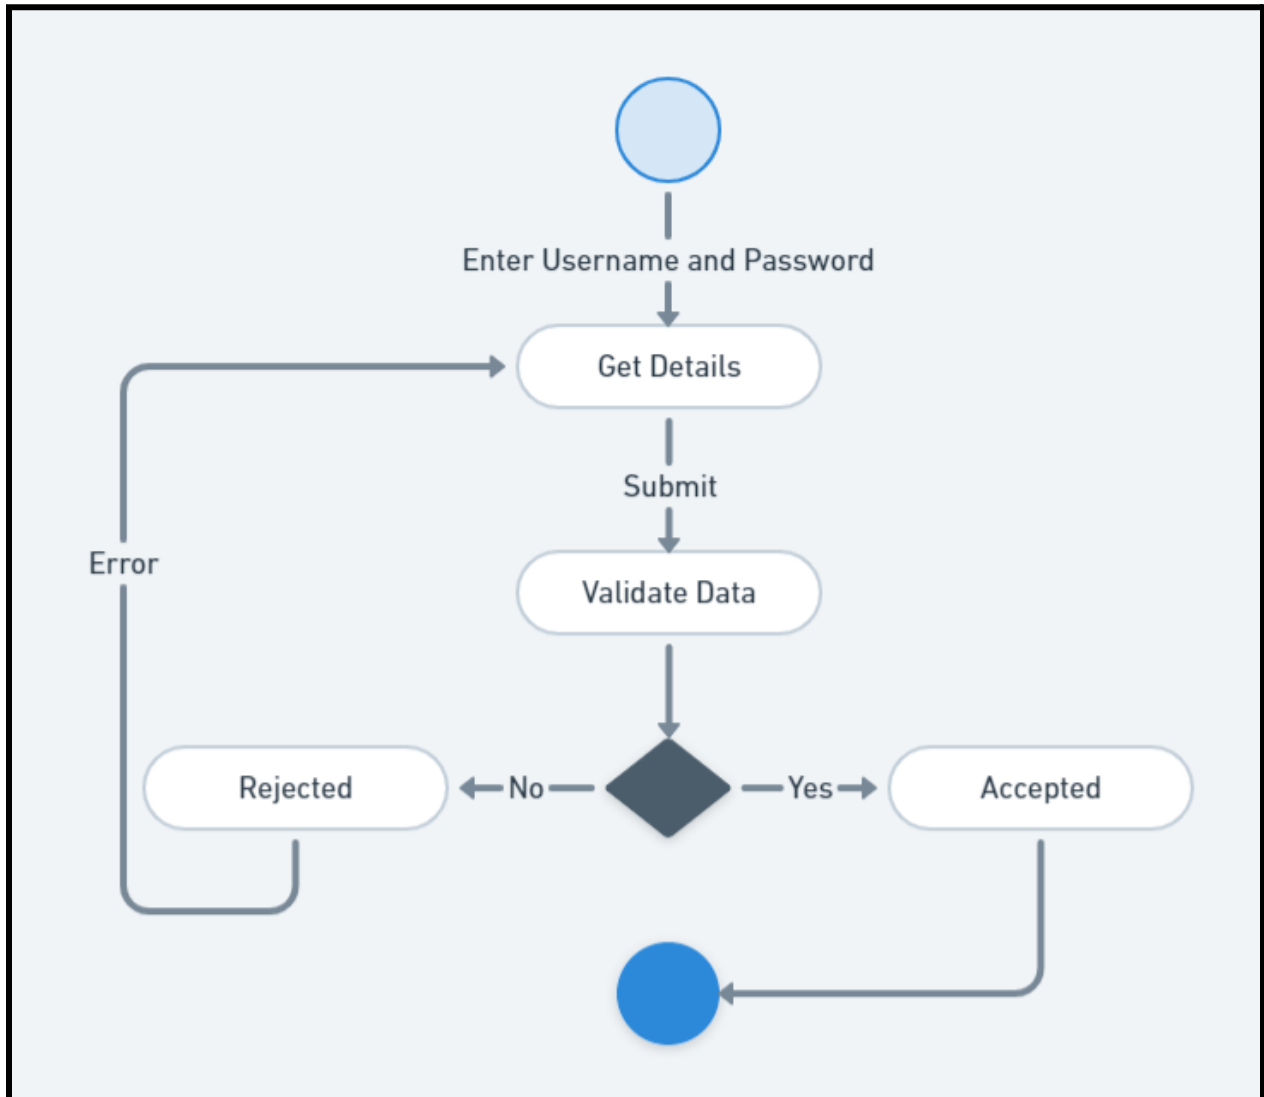 Enter Username and Password
Get Details
Submit
Error
Validate Data
Rejected
No
Yes
Accepted